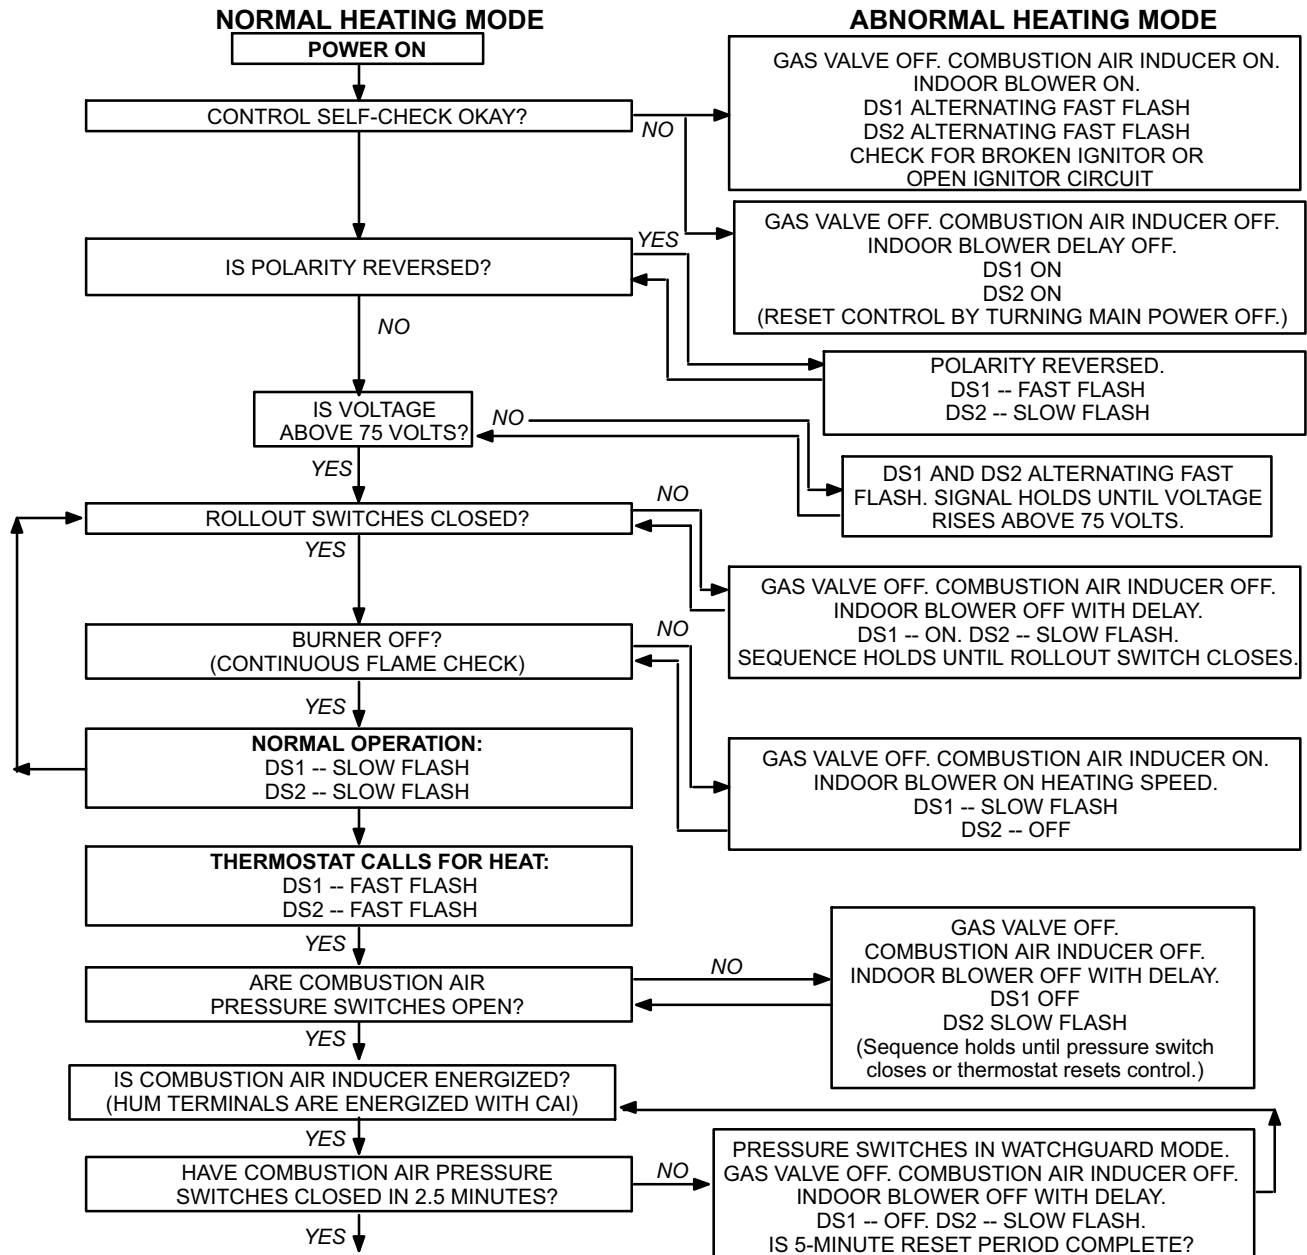 NORMAL HEATING MODE
ABNORMAL HEATING MODE
POWER ON
GAS VALVE OFF. COMBUSTION AIR INDUCER ON.
INDOOR BLOWER ON.
DS1 ALTERNATING FAST FLASH
DS2 ALTERNATING FAST FLASH
CHECK FOR BROKEN IGNITOR OR
OPEN IGNITOR CIRCUIT
CONTROL SELF-CHECK OKAY?
NO
GAS VALVE OFF. COMBUSTION AIR INDUCER OFF.
INDOOR BLOWER DELAY OFF.
DS1 ON
DS2 ON
(RESET CONTROL BY TURNING MAIN POWER OFF.)
IS POLARITY REVERSED?
YES
NO
POLARITY REVERSED.
DS1 -- FAST FLASH
DS2 -- SLOW FLASH
IS VOLTAGE
ABOVE 75 VOLTS?
NO
YES
DS1 AND DS2 ALTERNATING FAST
FLASH. SIGNAL HOLDS UNTIL VOLTAGE
RISES ABOVE 75 VOLTS.
ROLLOUT SWITCHES CLOSED?
NO
YES
GAS VALVE OFF. COMBUSTION AIR INDUCER OFF.
INDOOR BLOWER OFF WITH DELAY.
DS1 -- ON. DS2 -- SLOW FLASH.
SEQUENCE HOLDS UNTIL ROLLOUT SWITCH CLOSES.
BURNER OFF?
(CONTINUOUS FLAME CHECK)
NO
YES
GAS VALVE OFF. COMBUSTION AIR INDUCER ON.
INDOOR BLOWER ON HEATING SPEED.
DS1 -- SLOW FLASH
DS2 -- OFF
NORMAL OPERATION:
DS1 -- SLOW FLASH
DS2 -- SLOW FLASH
THERMOSTAT CALLS FOR HEAT:
DS1 -- FAST FLASH
DS2 -- FAST FLASH
YES
ARE COMBUSTION AIR
PRESSURE SWITCHES OPEN?
NO
YES
GAS VALVE OFF.
COMBUSTION AIR INDUCER OFF.
INDOOR BLOWER OFF WITH DELAY.
DS1 OFF
DS2 SLOW FLASH
(Sequence holds until pressure switch
closes or thermostat resets control.)
IS COMBUSTION AIR INDUCER ENERGIZED?
(HUM TERMINALS ARE ENERGIZED WITH CAI)
YES
HAVE COMBUSTION AIR PRESSURE
SWITCHES CLOSED IN 2.5 MINUTES?
NO
YES
PRESSURE SWITCHES IN WATCHGUARD MODE.
GAS VALVE OFF. COMBUSTION AIR INDUCER OFF.
INDOOR BLOWER OFF WITH DELAY.
DS1 -- OFF. DS2 -- SLOW FLASH.
IS 5-MINUTE RESET PERIOD COMPLETE?